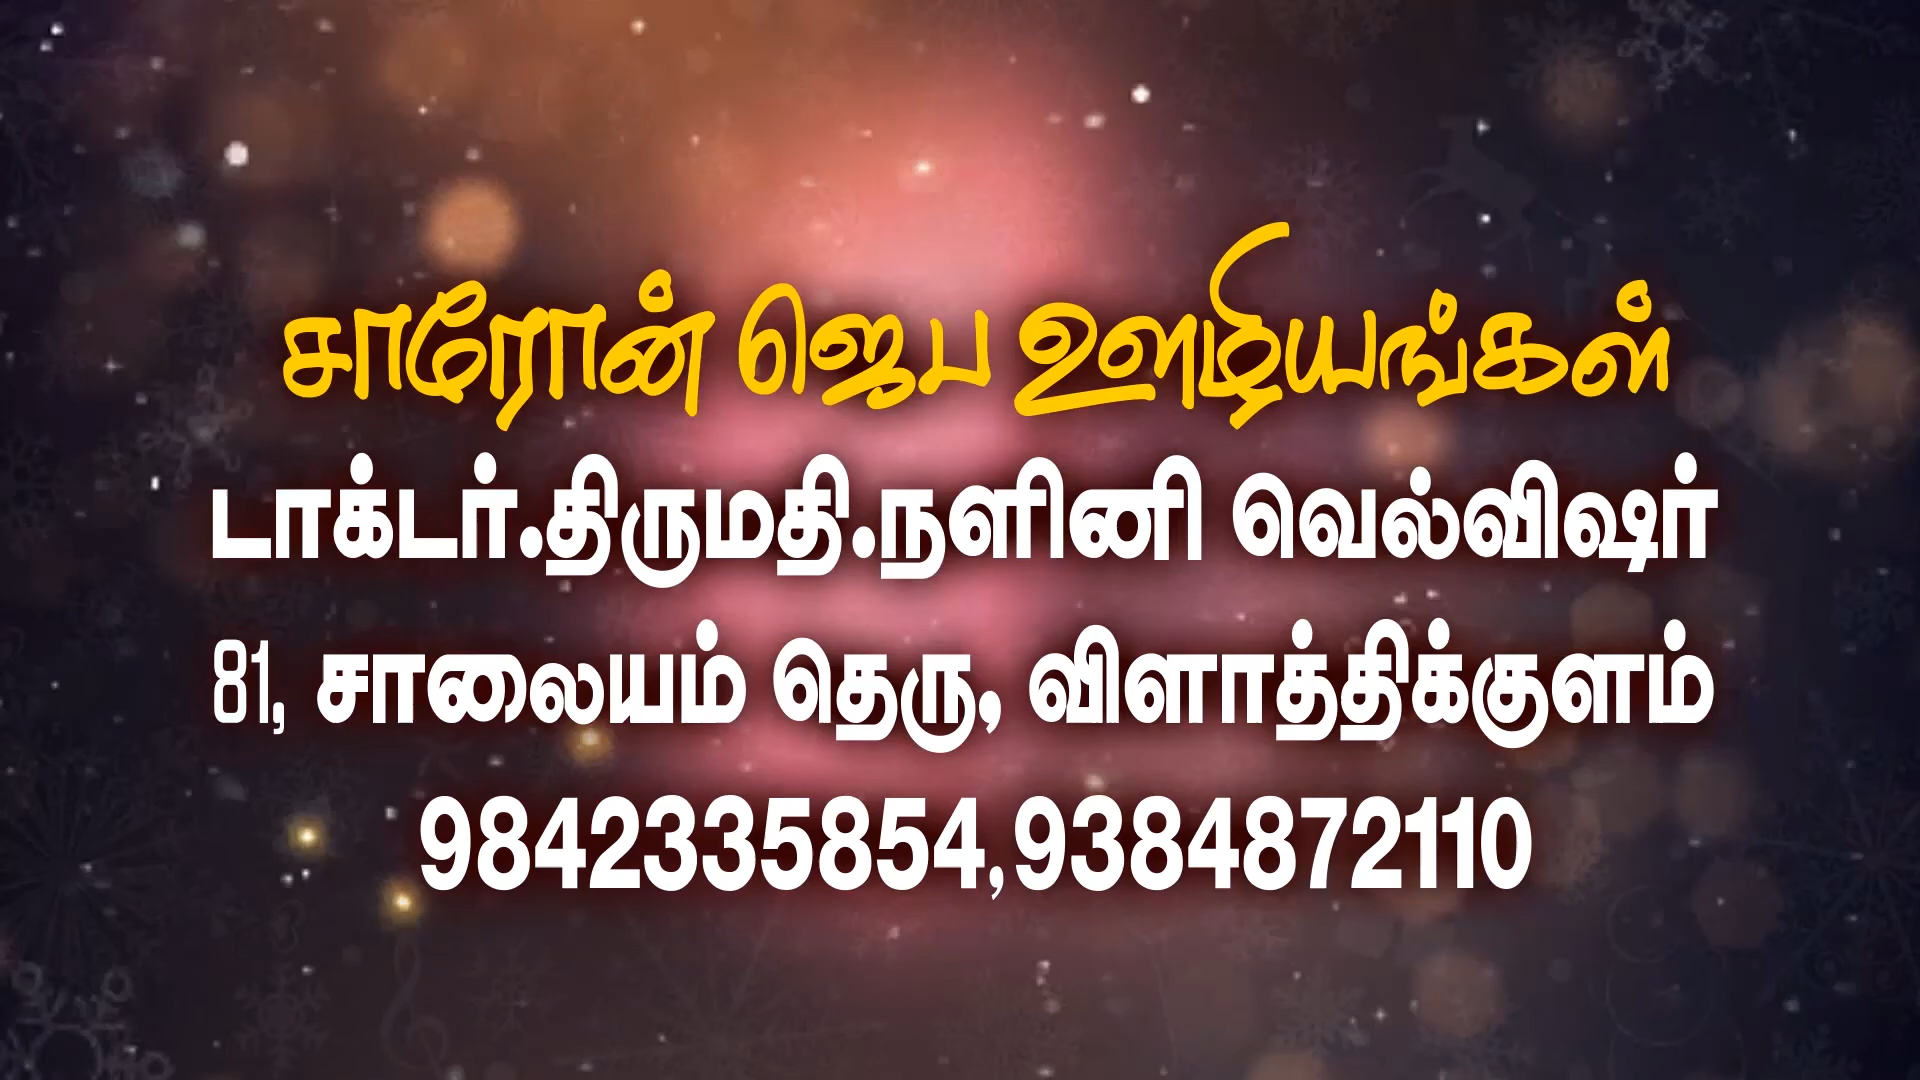 சாரோன் ஜெப ஊழியங்கள்
டாக்டர்.திருமதி.நளினி வெல்விஷர்
81, சாலையம் தெரு, விளாத்திக்குளம்
9842335854,9384872110